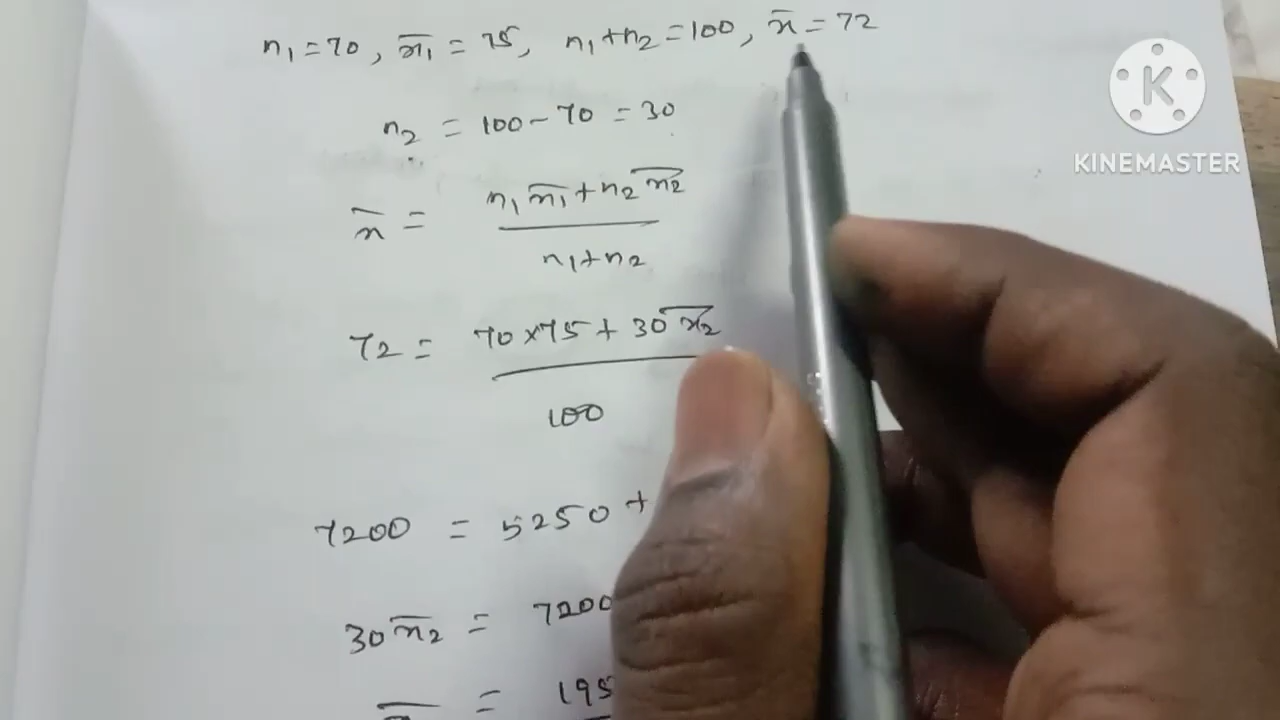 n₁ = 70, x̄₁ = 75, n₁+n₂ = 100, x̄ = 72
n₂ = 100 - 70 = 30
x̄ = n₁x̄₁ + n₂x̄₂
n₁+n₂
72 = 70×75 + 30x̄₂
100
7200 = 5250 +
30x̄₂ = 7200
= 195
K
KINEMASTER